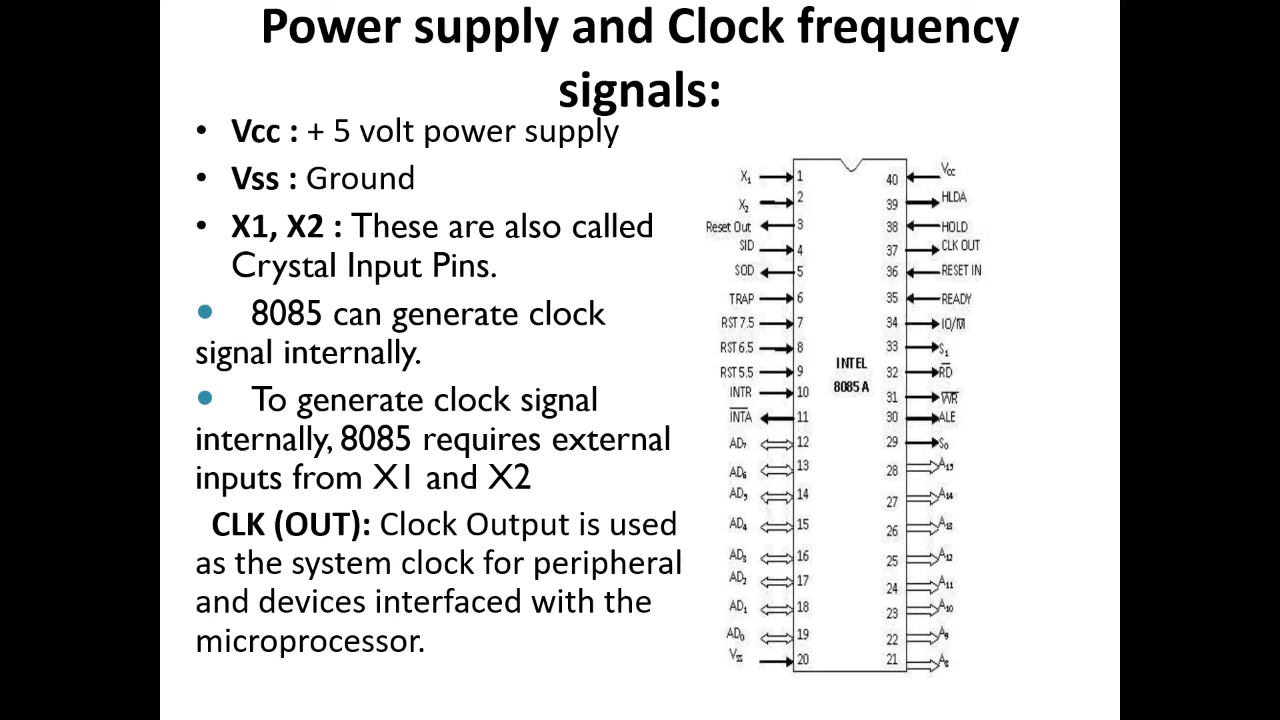 Power supply and Clock frequency
signals:
• Vcc : + 5 volt power supply
• Vss : Ground
• X1, X2 : These are also called
Crystal Input Pins.
• 8085 can generate clock
signal internally.
• To generate clock signal
internally, 8085 requires external
inputs from X1 and X2
CLK (OUT): Clock Output is used
as the system clock for peripheral
and devices interfaced with the
microprocessor.
X₁ 1 40 Vcc
X₂ 2 39 HLDA
Reset Out 3 38 HOLD
SID 4 37 CLK OUT
SOD 5 36 RESET IN
TRAP 6 35 READY
RST 7.5 7 34 IO/M̅
RST 6.5 8 33 S₁
RST 5.5 9 32 R̅D̅
INTR 10 31 W̅R̅
I̅N̅T̅A̅ 11 30 ALE
AD₇ 12 29 S₀
AD₆ 13 28 A₁₅
AD₅ 14 27 A₁₄
AD₄ 15 26 A₁₃
AD₃ 16 25 A₁₂
AD₂ 17 24 A₁₁
AD₁ 18 23 A₁₀
AD₀ 19 22 A₉
Vss 20 21 A₈
INTEL
8085 A